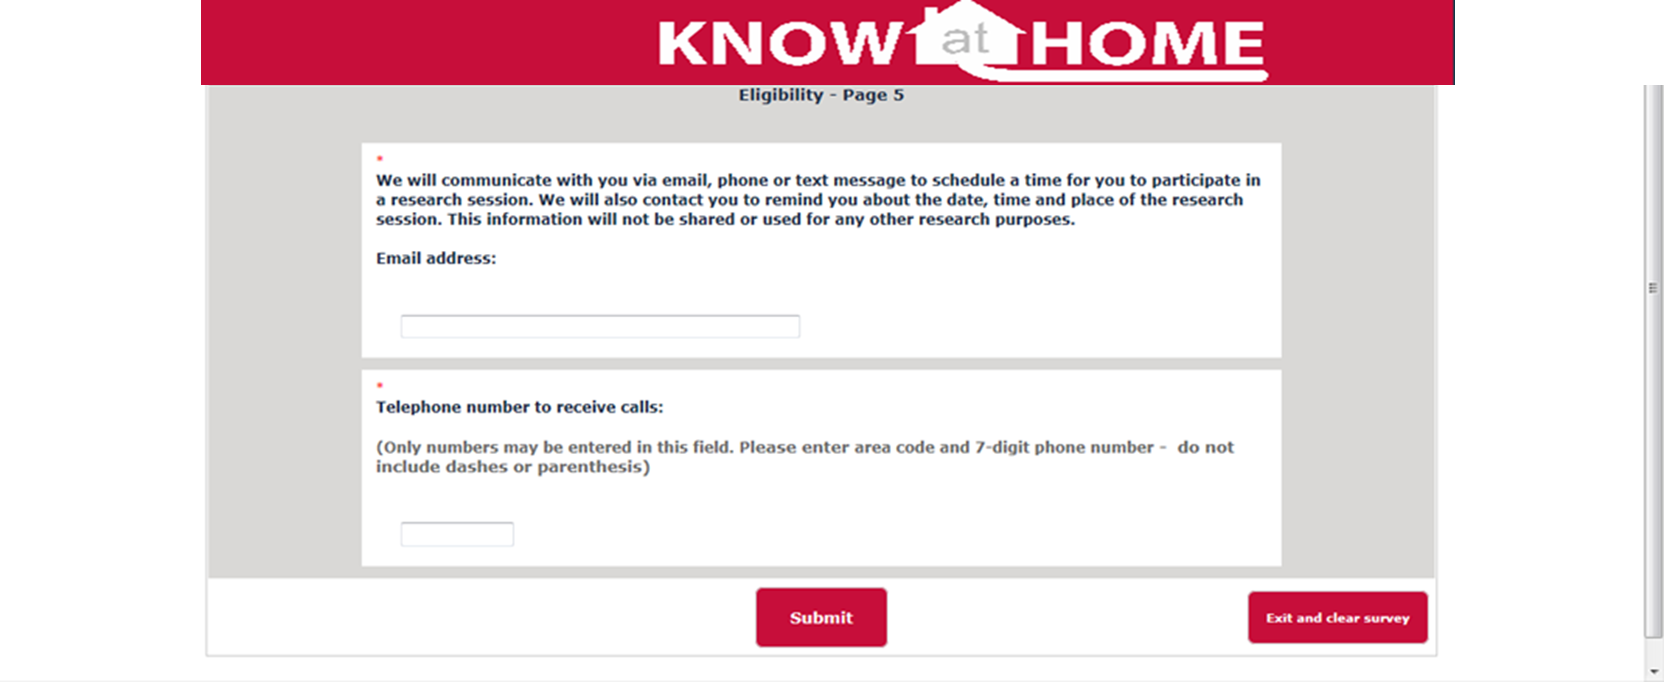 KNOW at HOME
Eligibility - Page 5
*
We will communicate with you via email, phone or text message to schedule a time for you to participate in
a research session. We will also contact you to remind you about the date, time and place of the research
session. This information will not be shared or used for any other research purposes.
Email address:
*
Telephone number to receive calls:
(Only numbers may be entered in this field. Please enter area code and 7-digit phone number -  do not
include dashes or parenthesis)
Submit
Exit and clear survey